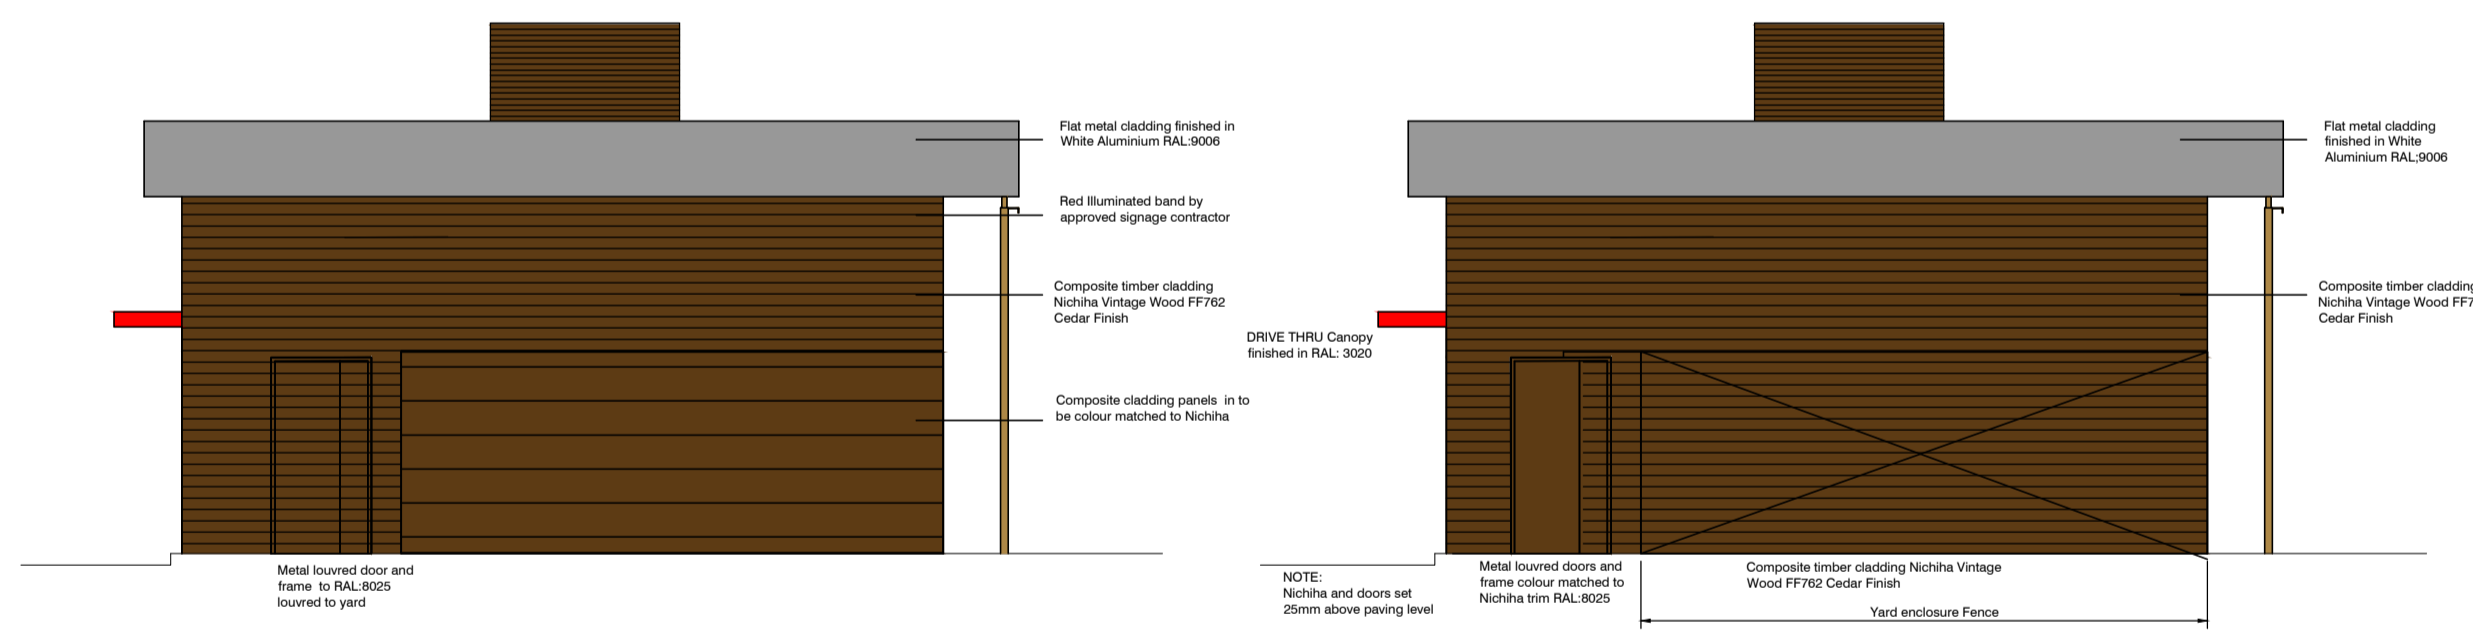 Flat metal cladding finished in
White Aluminium RAL:9006
Red Illuminated band by
approved signage contractor
Composite timber cladding
Nichiha Vintage Wood FF762
Cedar Finish
Composite cladding panels in to
be colour matched to Nichiha
Metal louvred door and
frame to RAL:8025
louvred to yard
Flat metal cladding
finished in White
Aluminium RAL;9006
Composite timber cladding
Nichiha Vintage Wood FF7
Cedar Finish
DRIVE THRU Canopy
finished in RAL: 3020
NOTE:
Nichiha and doors set
25mm above paving level
Metal louvred doors and
frame colour matched to
Nichiha trim RAL:8025
Composite timber cladding Nichiha Vintage
Wood FF762 Cedar Finish
Yard enclosure Fence